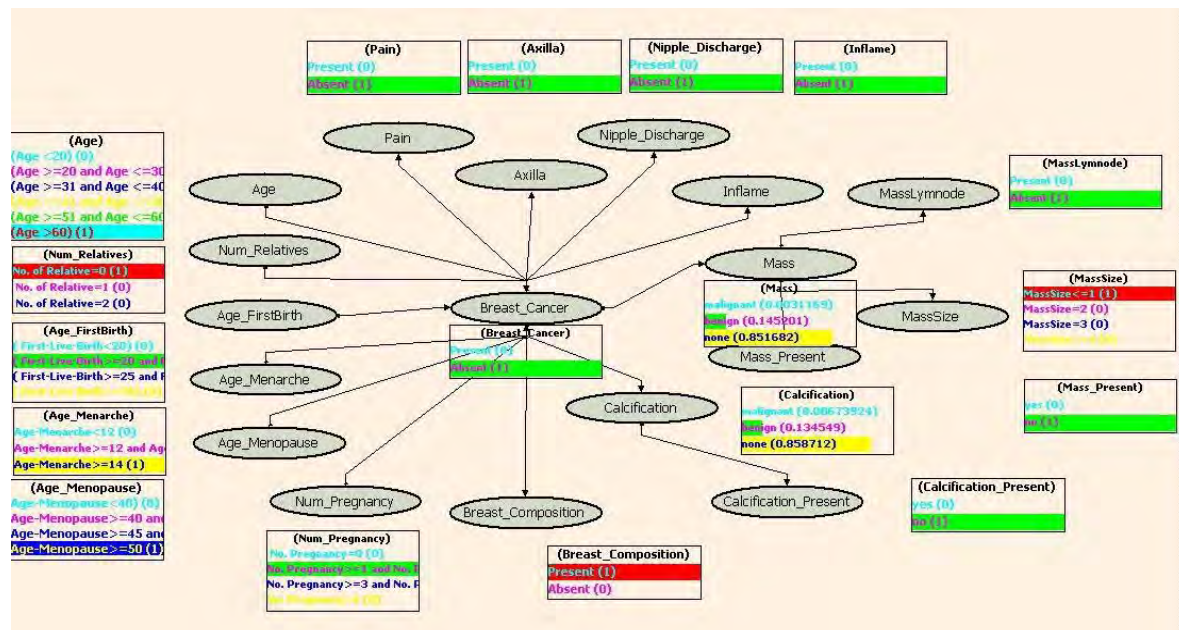 (Pain)
Present (0)
Absent (1)
(Axilla)
Present (0)
Absent (1)
(Nipple_Discharge)
Present (0)
Absent (1)
(Inflame)
Present (0)
Absent (1)
(Age)
(Age <20) (0)
(Age >=20 and Age <=30
(Age >=31 and Age <=40
(Age >=51 and Age <=60
(Age >60) (1)
Pain
Nipple_Discharge
Axilla
Age
Inflame
MassLymnode
(MassLymnode)
Present (0)
Absent (1)
Num_Relatives
(Num_Relatives)
No. of Relative=0 (1)
No. of Relative=1 (0)
No. of Relative=2 (0)
Mass
(Mass)
malignant (0.0031169)
benign (0.145201)
none (0.851682)
(MassSize)
MassSize<=1 (1)
MassSize=2 (0)
MassSize=3 (0)
MassSize
Breast_Cancer
(Breast_Cancer)
Present (0)
Absent (1)
Age_FirstBirth
(Age_FirstBirth)
( First-Live-Birth<20) (0)
( First-Live-Birth>=20 and
( First-Live-Birth>=25 and
Mass_Present
(Mass_Present)
yes (0)
no (1)
Age_Menarche
(Age_Menarche)
Age-Menarche<12 (0)
Age-Menarche>=12 and
Age-Menarche>=14 (1)
Calcification
(Calcification)
malignant (0.00673924)
benign (0.134549)
none (0.858712)
Age_Menopause
(Age_Menopause)
Age-Menopause<40) (0)
Age-Menopause>=40 and
Age-Menopause>=45 and
Age-Menopause>=50 (1)
Num_Pregnancy
Breast_Composition
Calcification_Present
(Calcification_Present)
yes (0)
no (1)
(Num_Pregnancy)
No. Pregnancy=0 (0)
No. Pregnancy>=1 and No.
No. Pregnancy>=3 and No. P
(Breast_Composition)
Present (1)
Absent (0)